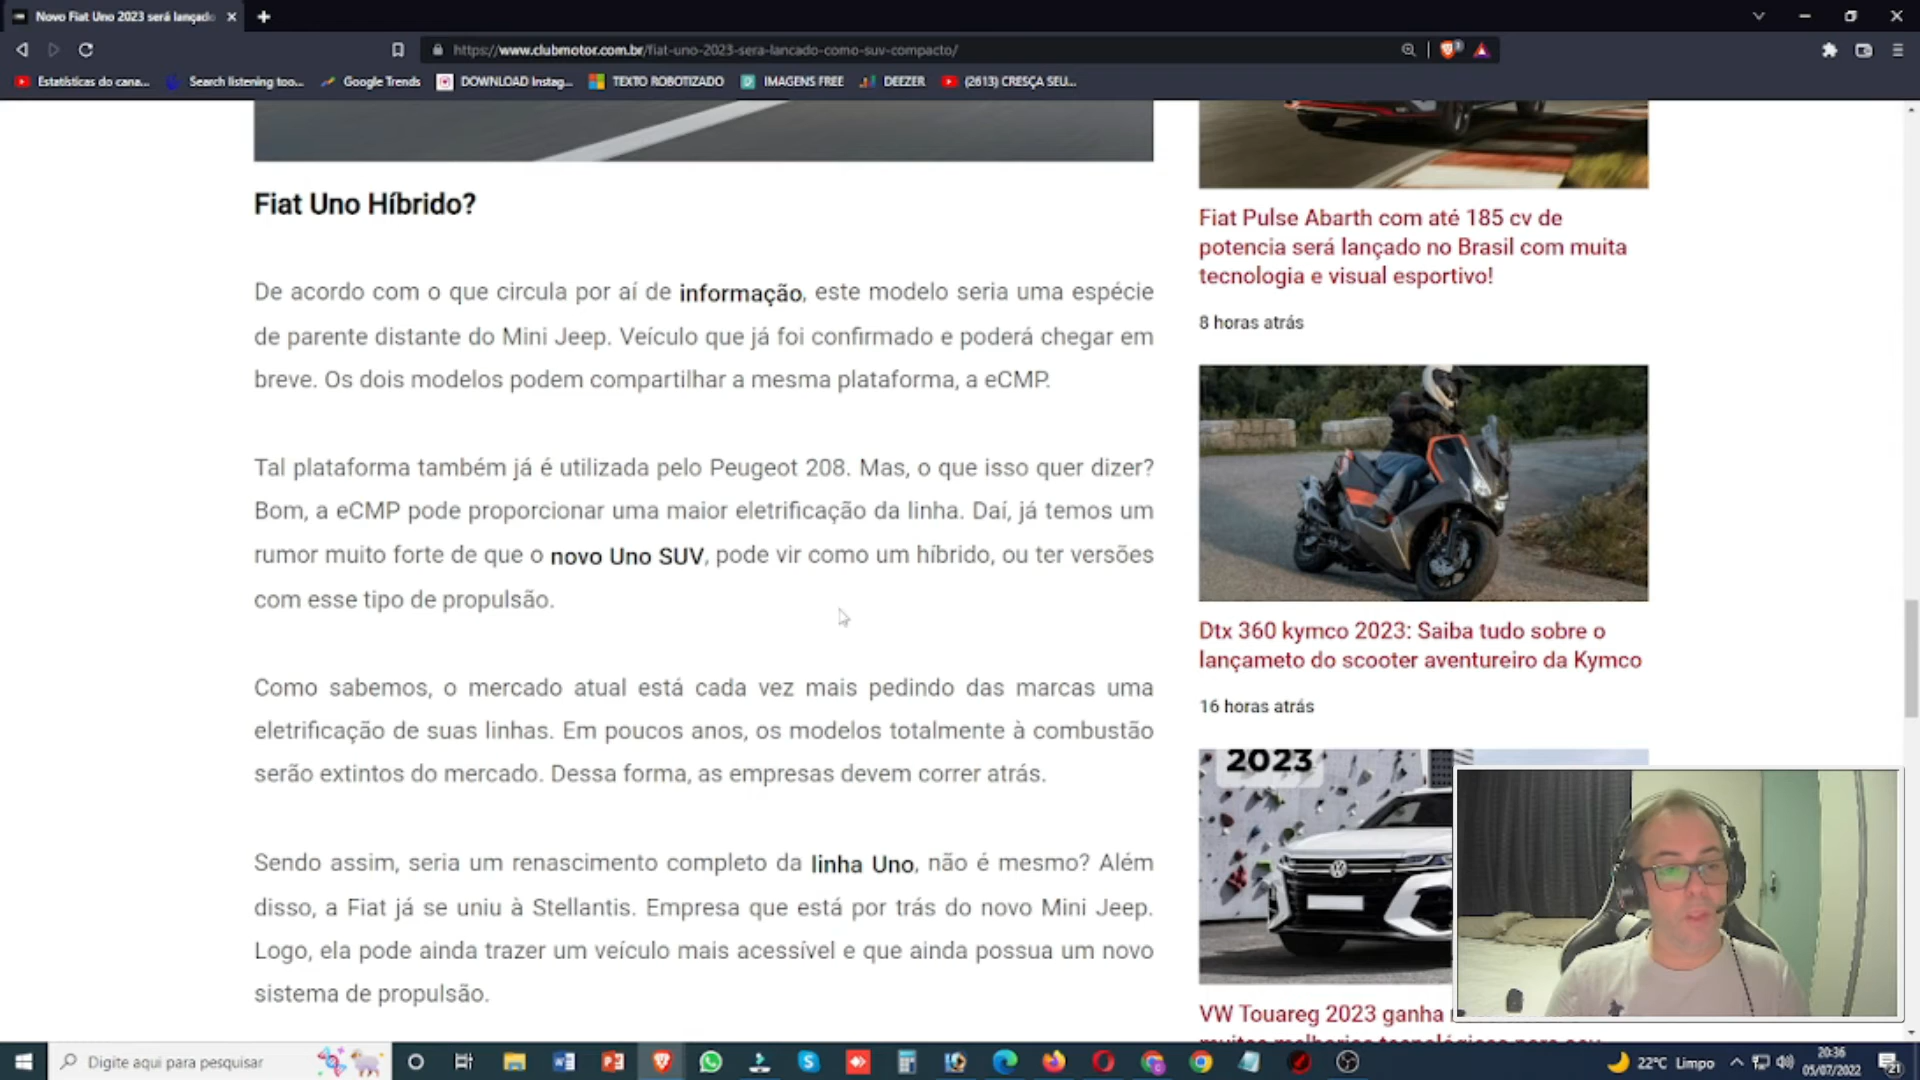 Novo Fiat Uno 2023 será lançado
https://www.clubmotor.com.br/fiat-uno-2023-sera-lancado-como-suv-compacto/
Estatísticas do cana... Search listening too... Google Trends DOWNLOAD Instag... TEXTO ROBOTIZADO IMAGENS FREE DEEZER (2613) CRESÇA SEU...
Fiat Uno Híbrido?
De acordo com o que circula por aí de informação, este modelo seria uma espécie
de parente distante do Mini Jeep. Veículo que já foi confirmado e poderá chegar em
breve. Os dois modelos podem compartilhar a mesma plataforma, a eCMP.
Tal plataforma também já é utilizada pelo Peugeot 208. Mas, o que isso quer dizer?
Bom, a eCMP pode proporcionar uma maior eletrificação da linha. Daí, já temos um
rumor muito forte de que o novo Uno SUV, pode vir como um híbrido, ou ter versões
com esse tipo de propulsão.
Como sabemos, o mercado atual está cada vez mais pedindo das marcas uma
eletrificação de suas linhas. Em poucos anos, os modelos totalmente à combustão
serão extintos do mercado. Dessa forma, as empresas devem correr atrás.
Sendo assim, seria um renascimento completo da linha Uno, não é mesmo? Além
disso, a Fiat já se uniu à Stellantis. Empresa que está por trás do novo Mini Jeep.
Logo, ela pode ainda trazer um veículo mais acessível e que ainda possua um novo
sistema de propulsão.
Fiat Pulse Abarth com até 185 cv de
potencia será lançado no Brasil com muita
tecnologia e visual esportivo!
8 horas atrás
Dtx 360 kymco 2023: Saiba tudo sobre o
lançameto do scooter aventureiro da Kymco
16 horas atrás
2023
VW Touareg 2023 ganha
Digite aqui para pesquisar
22°C Limpo
20:36
05/07/2022
21